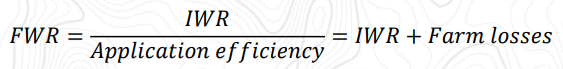 FWR = IWR / Application efficiency = IWR + Farm losses